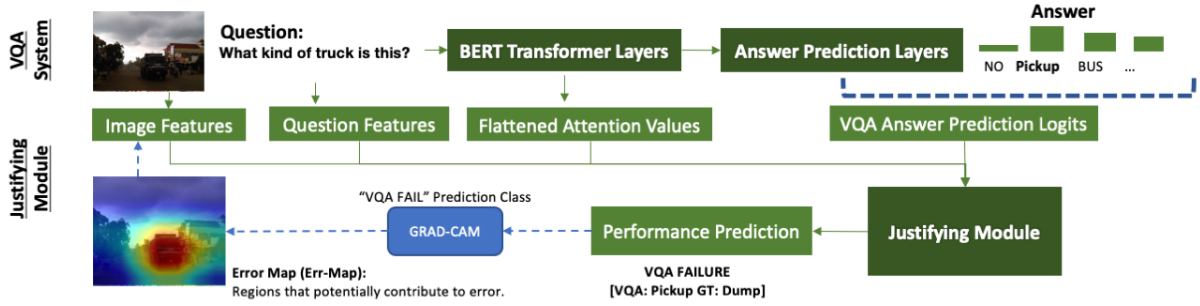 VQA
System
Question:
What kind of truck is this?
BERT Transformer Layers
Answer Prediction Layers
Answer
NO
Pickup
BUS
...
Image Features
Question Features
Flattened Attention Values
VQA Answer Prediction Logits
Justifying
Module
“VQA FAIL” Prediction Class
GRAD-CAM
Performance Prediction
Justifying Module
Error Map (Err-Map):
Regions that potentially contribute to error.
VQA FAILURE
[VQA: Pickup GT: Dump]